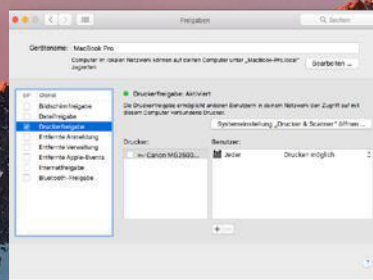 Freigaben
Suchen
Gerätename: MacBook Pro
Computer im lokalen Netzwerk können auf deinen Computer unter „MacBook-Pro.local“
zugreifen.
Bearbeiten ...
Dienst
Bildschirmfreigabe
Dateifreigabe
Druckerfreigabe
Entfernte Anmeldung
Entfernte Verwaltung
Entfernte Apple-Events
Internetfreigabe
Bluetooth-Freigabe
Druckerfreigabe: Aktiviert
Die Druckerfreigabe ermöglicht anderen Benutzern in deinem Netzwerk den Zugriff auf mit
diesem Computer verbundene Drucker.
Systemeinstellung „Drucker & Scanner“ öffnen ...
Drucker:
Canon MG2600...
Benutzer:
Jeder
Drucken möglich
+ −
?